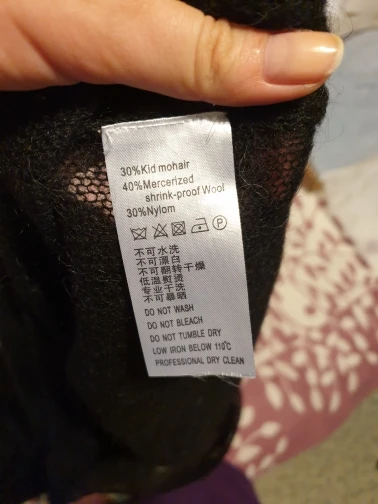 30%Kid mohair
40%Mercerized
shrink-proof Wool
30%Nylom
不可水洗
不可漂白
不可翻转干燥
低温熨烫
专业干洗
不可暴晒
DO NOT WASH
DO NOT BLEACH
DO NOT TUMBLE DRY
LOW IRON BELOW 110℃
PROFESSIONAL DRY CLEAN